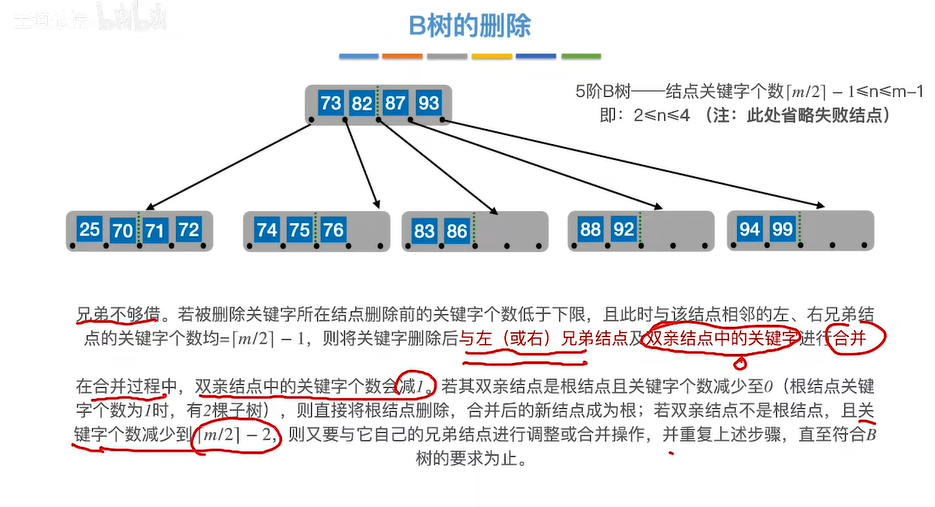 B树的删除
5阶B树——结点关键字个数⌈m/2⌉ − 1≤n≤m−1
即：2≤n≤4 （注：此处省略失败结点）
73 82 87 93
25 70 71 72 74 75 76 83 86 88 92 94 99
兄弟不够借。若被删除关键字所在结点删除前的关键字个数低于下限，且此时与该结点相邻的左、右兄弟结
点的关键字个数均=⌈m/2⌉ − 1，则将关键字删除后与左（或右）兄弟结点及双亲结点中的关键字进行合并
在合并过程中，双亲结点中的关键字个数会减1。若其双亲结点是根结点且关键字个数减少至0（根结点关键
字个数为1时，有2棵子树），则直接将根结点删除，合并后的新结点成为根；若双亲结点不是根结点，且关
键字个数减少到⌈m/2⌉ − 2，则又要与它自己的兄弟结点进行调整或合并操作，并重复上述步骤，直至符合B
树的要求为止。